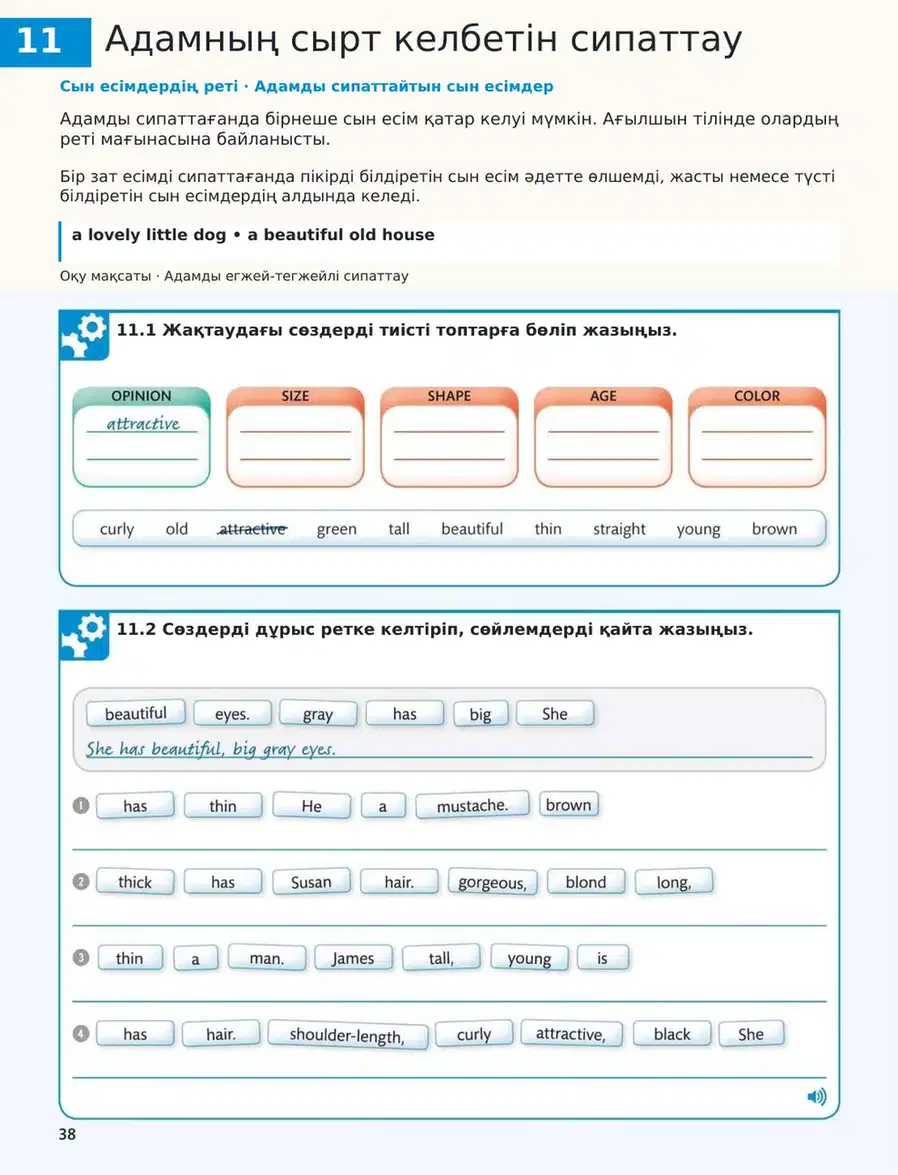 11 Адамның сырт келбетін сипаттау
Сын есімдердің реті · Адамды сипаттайтын сын есімдер
Адамды сипаттағанда бірнеше сын есім қатар келуі мүмкін. Ағылшын тілінде олардың
реті мағынасына байланысты.
Бір зат есімді сипаттағанда пікірді білдіретін сын есім әдетте өлшемді, жасты немесе түсті
білдіретін сын есімдердің алдында келеді.
a lovely little dog • a beautiful old house
Оқу мақсаты · Адамды егжей-тегжейлі сипаттау
11.1 Жақтаудағы сөздерді тиісті топтарға бөліп жазыңыз.
OPINION SIZE SHAPE AGE COLOR
attractive
curly old attractive green tall beautiful thin straight young brown
11.2 Сөздерді дұрыс ретке келтіріп, сөйлемдерді қайта жазыңыз.
beautiful eyes. gray has big She
She has beautiful, big gray eyes.
1 has thin He a mustache. brown
2 thick has Susan hair. gorgeous, blond long,
3 thin a man. James tall, young is
4 has hair. shoulder-length, curly attractive, black She
38